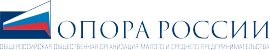 ОПОРА РОССИИ
ОБЩЕРОССИЙСКАЯ ОБЩЕСТВЕННАЯ ОРГАНИЗАЦИЯ МАЛОГО И СРЕДНЕГО ПРЕДПРИНИМАТЕЛЬСТВА